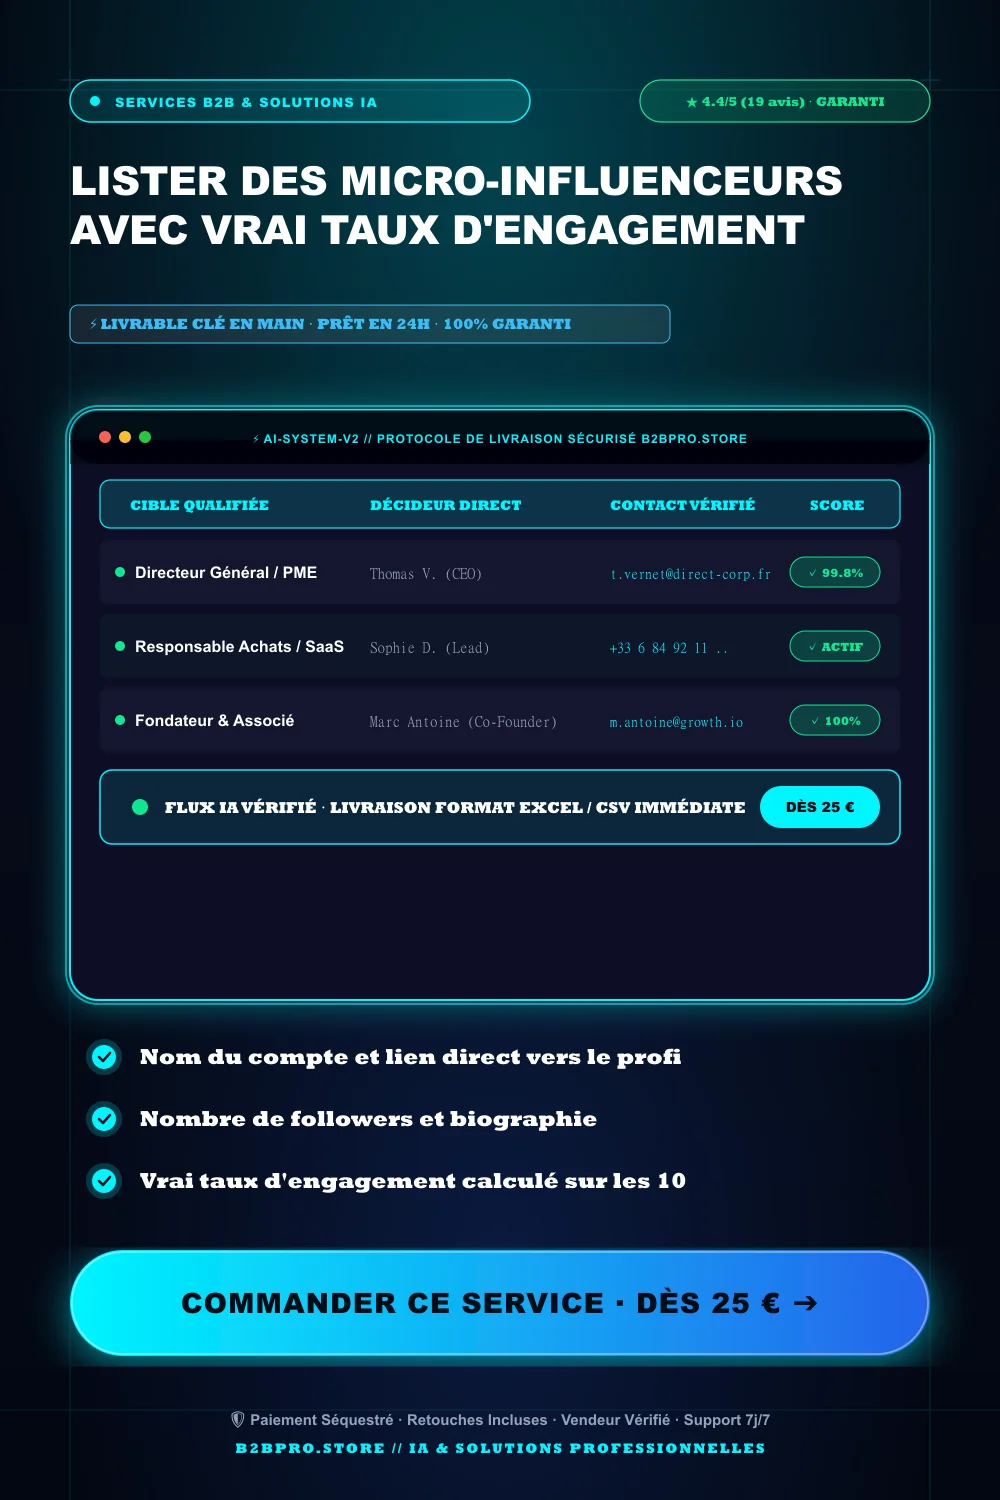 SERVICES B2B & SOLUTIONS IA
★ 4.4/5 (19 avis) · GARANTI
LISTER DES MICRO-INFLUENCEURS
AVEC VRAI TAUX D'ENGAGEMENT
⚡ LIVRABLE CLÉ EN MAIN · PRÊT EN 24H · 100% GARANTI
⚡ AI-SYSTEM-V2 // PROTOCOLE DE LIVRAISON SÉCURISÉ B2BPRO.STORE
CIBLE QUALIFIÉE DÉCIDEUR DIRECT CONTACT VÉRIFIÉ SCORE
Directeur Général / PME Thomas V. (CEO) t.vernet@direct-corp.fr ✓ 99.8%
Responsable Achats / SaaS Sophie D. (Lead) +33 6 84 92 11 .. ✓ ACTIF
Fondateur & Associé Marc Antoine (Co-Founder) m.antoine@growth.io ✓ 100%
FLUX IA VÉRIFIÉ · LIVRAISON FORMAT EXCEL / CSV IMMÉDIATE DÈS 25 €
Nom du compte et lien direct vers le profi
Nombre de followers et biographie
Vrai taux d'engagement calculé sur les 10
COMMANDER CE SERVICE · DÈS 25 € →
Paiement Séquestré · Retouches Incluses · Vendeur Vérifié · Support 7j/7
B2BPRO.STORE // IA & SOLUTIONS PROFESSIONNELLES